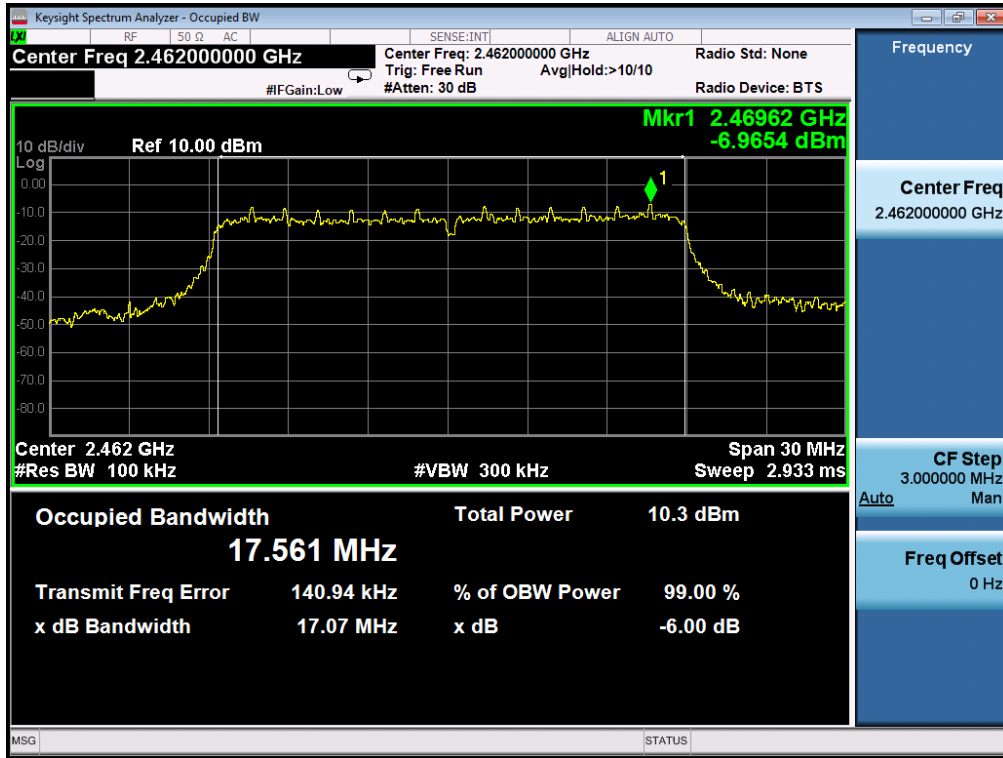 Keysight Spectrum Analyzer - Occupied BW
LXI RF 50 Ω AC SENSE:INT ALIGN AUTO
Center Freq 2.462000000 GHz
Center Freq: 2.462000000 GHz Radio Std: None
Trig: Free Run Avg|Hold:>10/10
#IFGain:Low #Atten: 30 dB Radio Device: BTS
Frequency
Mkr1 2.46962 GHz
-6.9654 dBm
10 dB/div Ref 10.00 dBm
Log
0.00
-10.0
-20.0
-30.0
-40.0
-50.0
-60.0
-70.0
-80.0
1
Center Freq
2.462000000 GHz
Center 2.462 GHz Span 30 MHz
#Res BW 100 kHz #VBW 300 kHz Sweep 2.933 ms
CF Step
3.000000 MHz
Auto Man
Occupied Bandwidth Total Power 10.3 dBm
17.561 MHz
Transmit Freq Error 140.94 kHz % of OBW Power 99.00 %
x dB Bandwidth 17.07 MHz x dB -6.00 dB
Freq Offset
0 Hz
MSG STATUS